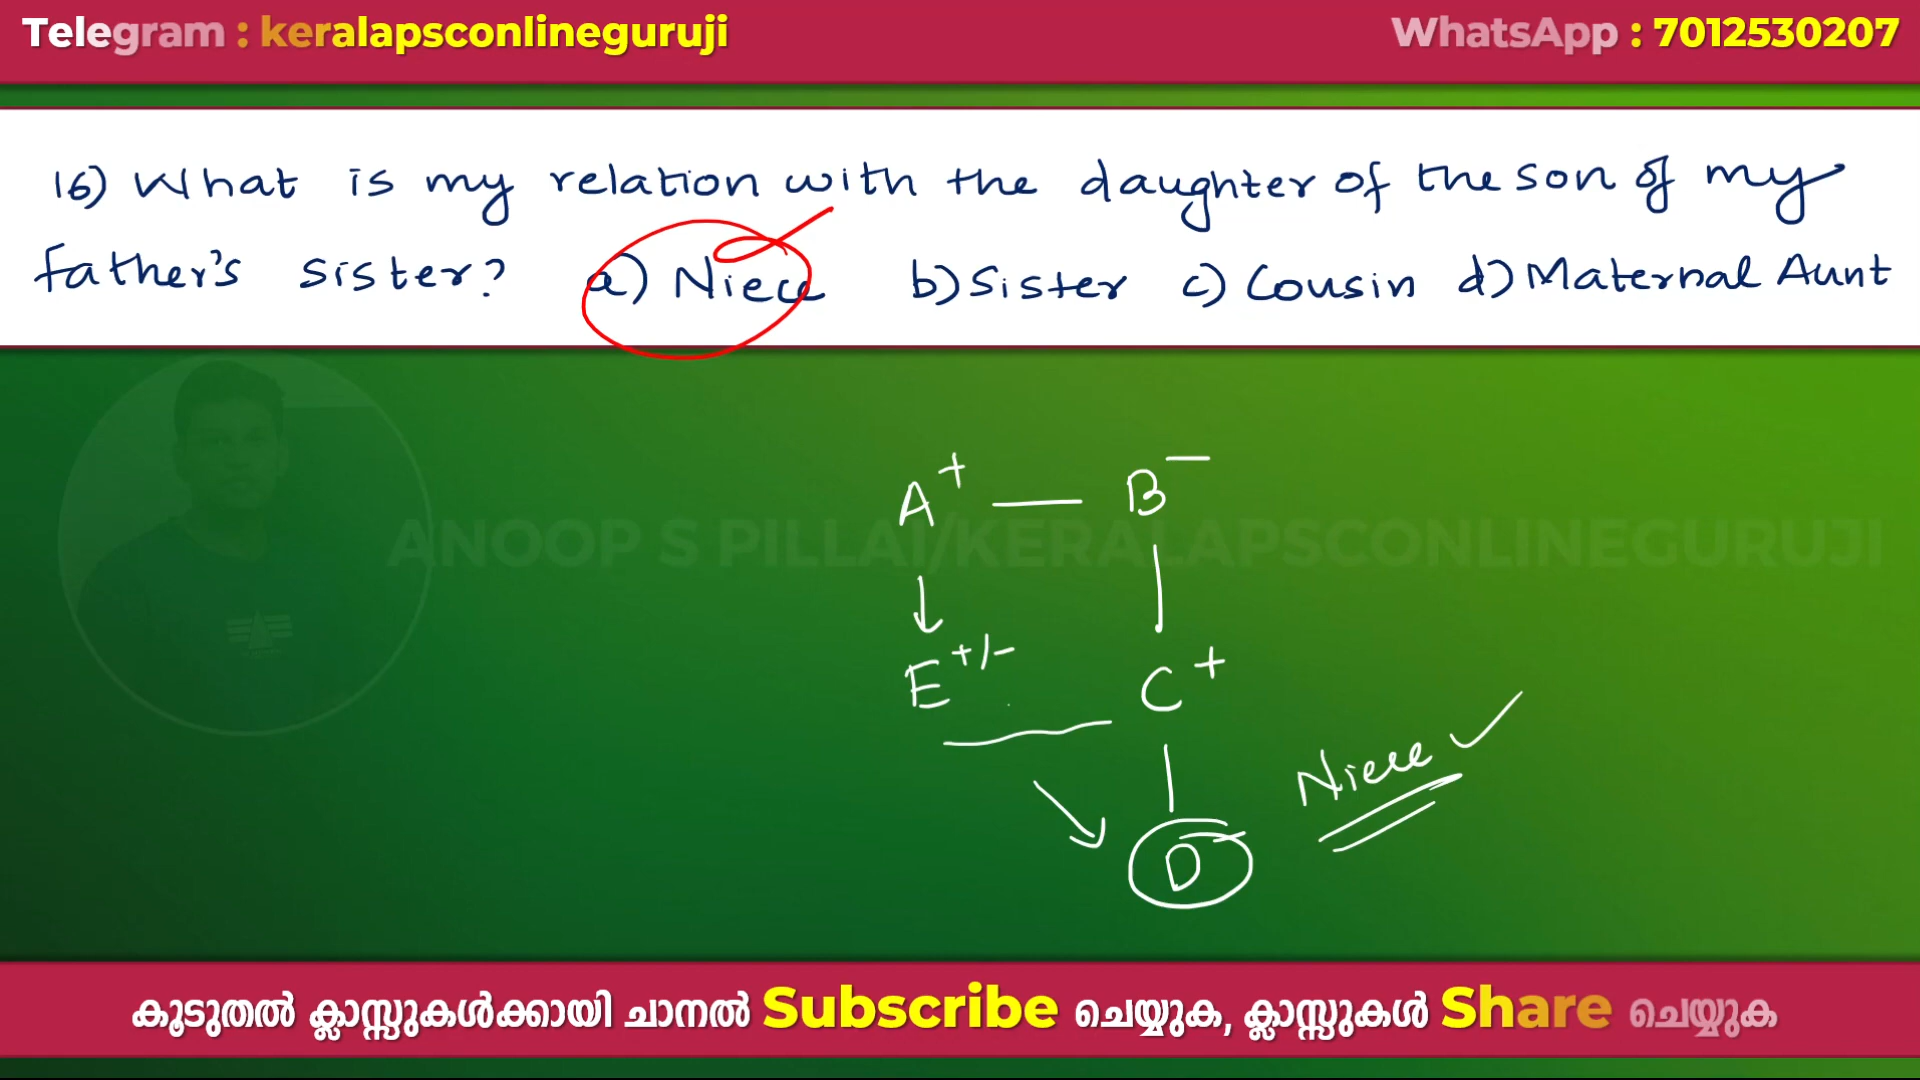 Telegram : keralapsconlineguruji
WhatsApp : 7012530207
16) What is my relation with the daughter of the son of my
father's sister? a) Niece b) Sister c) Cousin d) Maternal Aunt
A+ — B−
ANOOP S PILLAI/KERALAPSCONLINEGURUJI
E+/- C+
Niece ✓
D−
കൂടുതൽ ക്ലാസ്സുകൾക്കായി ചാനൽ Subscribe ചെയ്യുക, ക്ലാസ്സുകൾ Share ചെയ്യുക